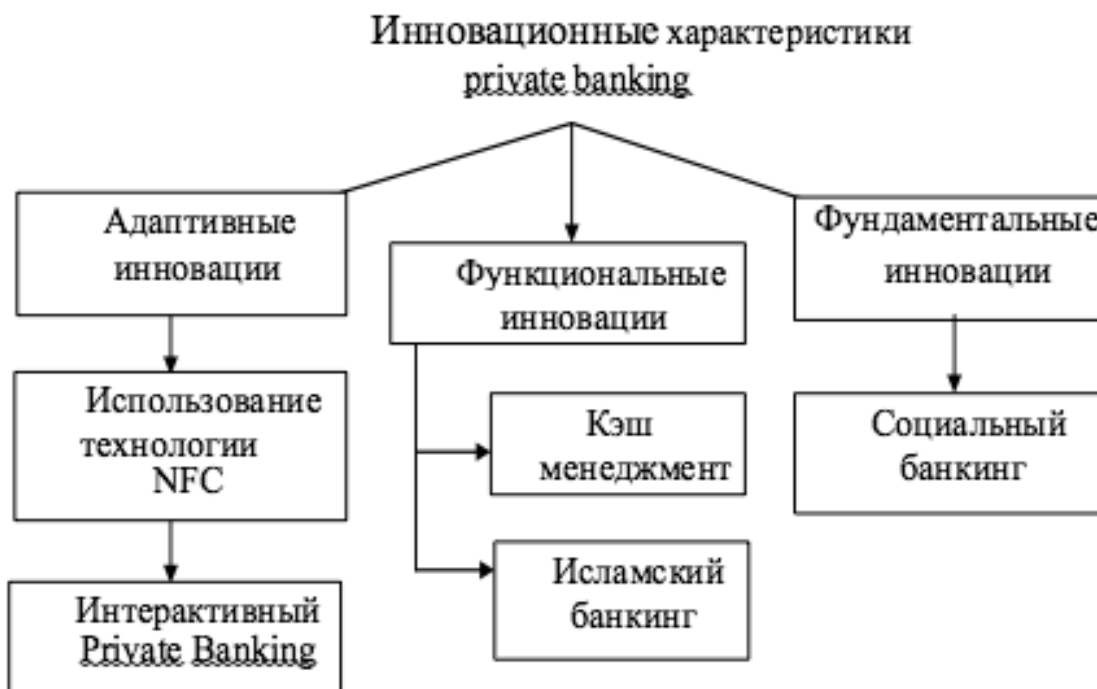 Инновационные характеристики
private banking
Адаптивные
инновации
Функциональные
инновации
Фундаментальные
инновации
Использование
технологии
NFC
Кэш
менеджмент
Социальный
банкинг
Интерактивный
Private Banking
Исламский
банкинг